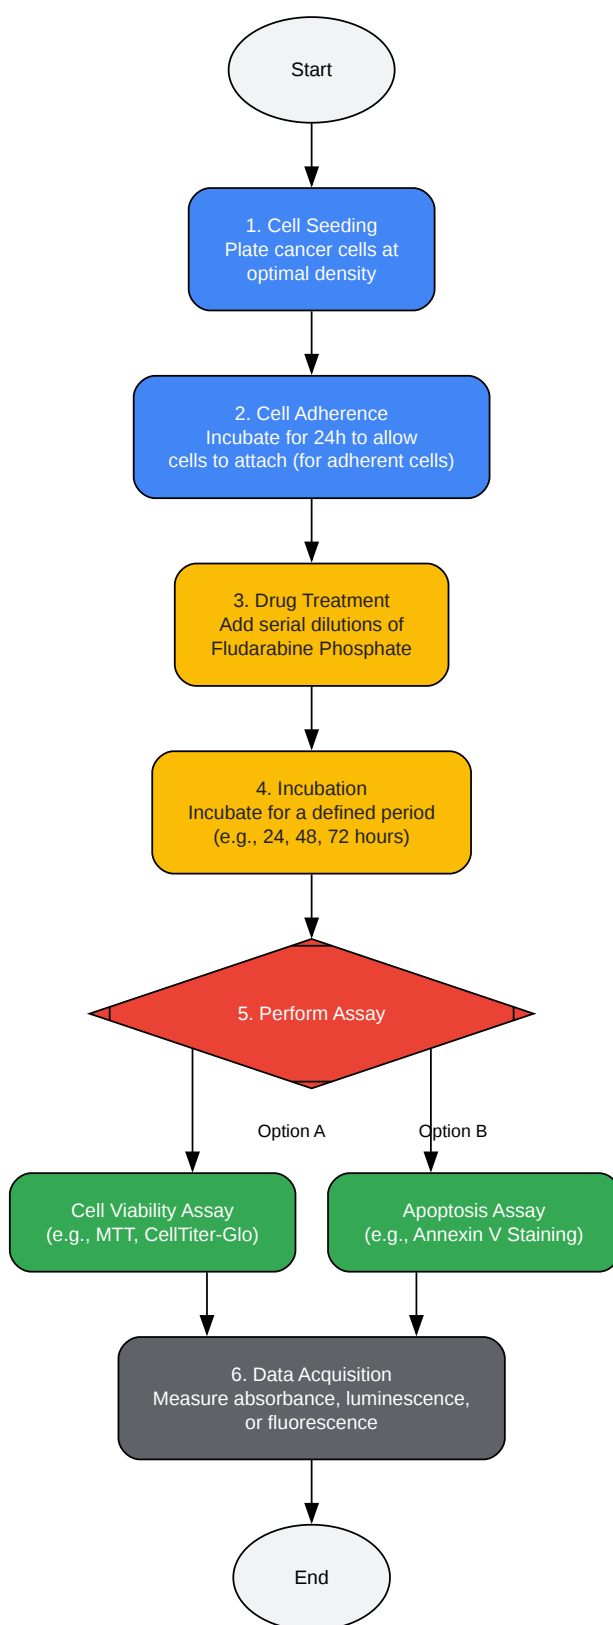 Start
1. Cell Seeding
Plate cancer cells at
optimal density
2. Cell Adherence
Incubate for 24h to allow
cells to attach (for adherent cells)
3. Drug Treatment
Add serial dilutions of
Fludarabine Phosphate
4. Incubation
Incubate for a defined period
(e.g., 24, 48, 72 hours)
5. Perform Assay
Option A
Option B
Cell Viability Assay
(e.g., MTT, CellTiter-Glo)
Apoptosis Assay
(e.g., Annexin V Staining)
6. Data Acquisition
Measure absorbance, luminescence,
or fluorescence
End